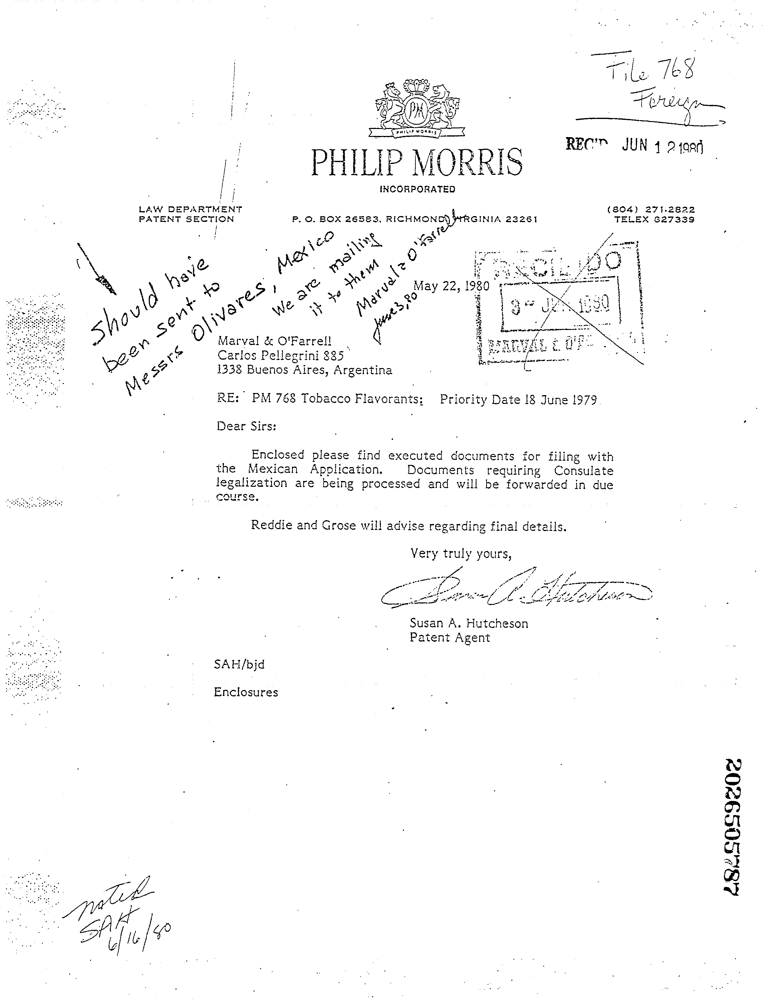 File 768
Foreign
PM
PHILIP MORRIS
REC'D JUN 12 1980
PHILIP MORRIS
INCORPORATED
LAW DEPARTMENT
PATENT SECTION
P. O. BOX 26583, RICHMOND, VIRGINIA 23261
(804) 271-2822
TELEX 827339
Should have
been sent to
Messrs Olivares, Mexico
We are mailing
it to them
Marval & O'Farrell
June 3, 80
May 22, 1980
RECIBIDO
3 - JUN 1980
MARVAL & O'F
Marval & O'Farrell
Carlos Pellegrini 885
1338 Buenos Aires, Argentina
RE: PM 768 Tobacco Flavorants; Priority Date 18 June 1979
Dear Sirs:
Enclosed please find executed documents for filing with
the Mexican Application. Documents requiring Consulate
legalization are being processed and will be forwarded in due
course.
Reddie and Grose will advise regarding final details.
Very truly yours,
Susan A. Hutcheson
Susan A. Hutcheson
Patent Agent
SAH/bjd
Enclosures
2026505787
noted
SAH
6/16/80